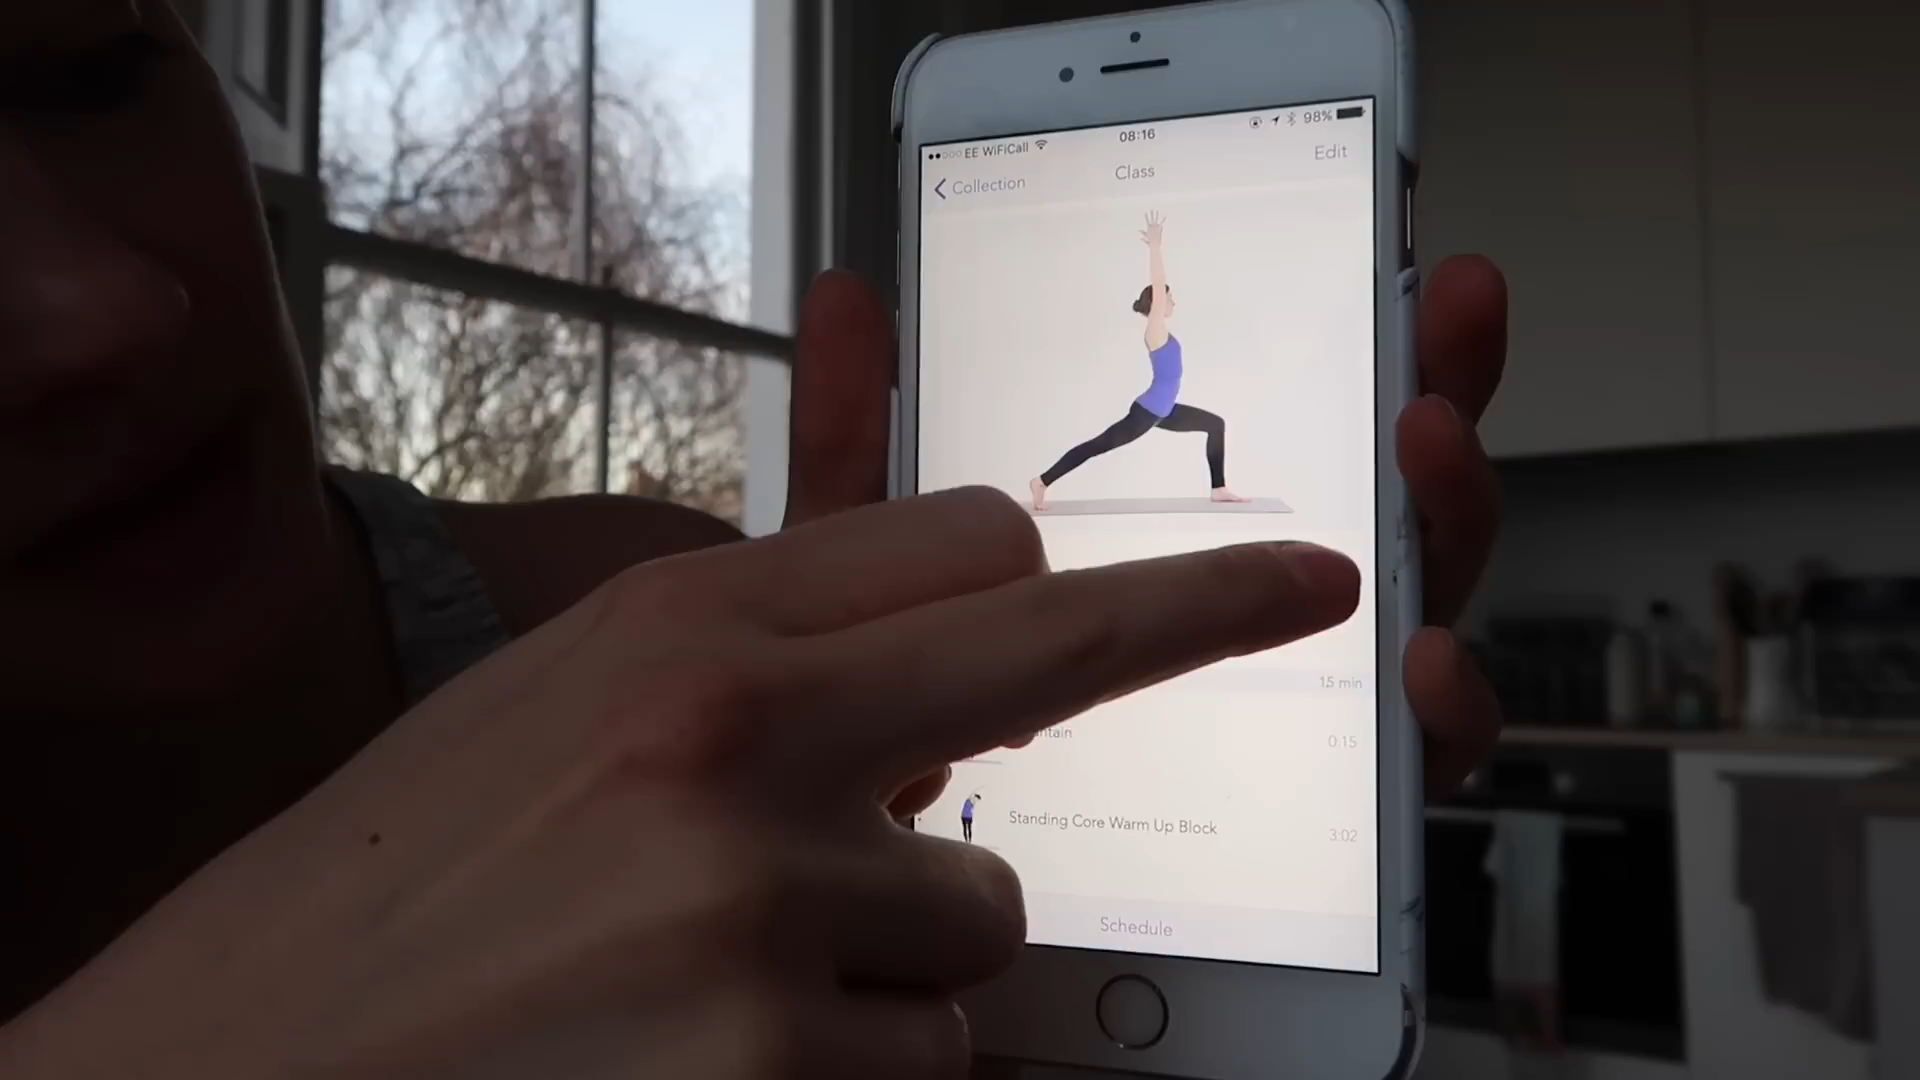 EE WiFiCall
08:16
98%
Collection
Class
Edit
15 min
0:15
Standing Core Warm Up Block
3:02
Schedule